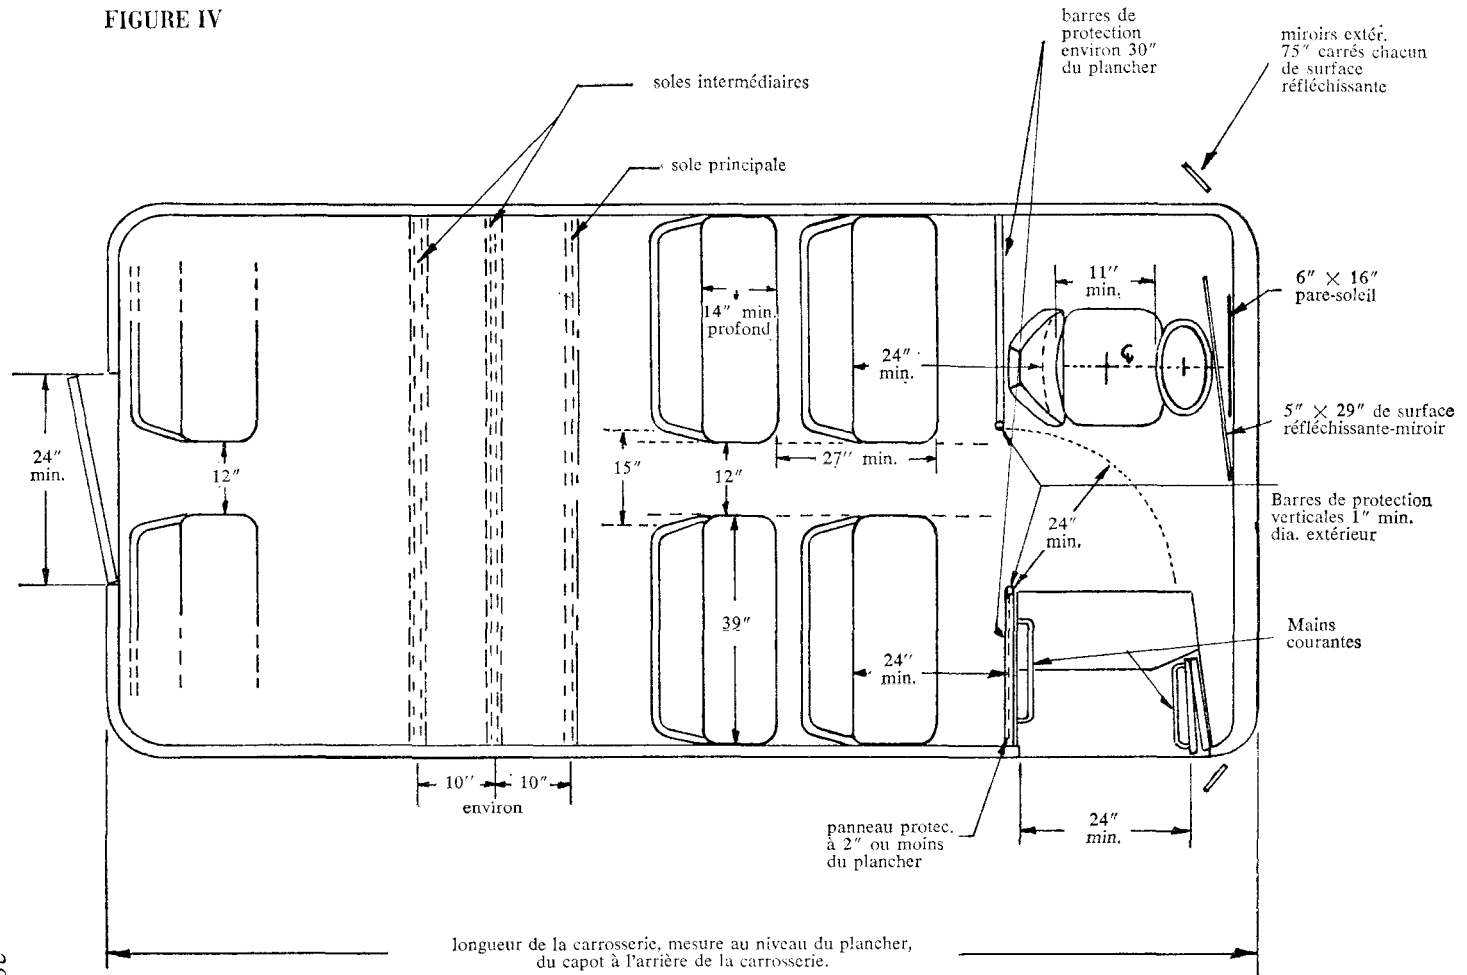 FIGURE IV
barres de
protection
environ 30"
du plancher
miroirs extér.
75" carrés chacun
de surface
réfléchissante
soles intermédiaires
sole principale
11"
min.
6" × 16"
pare-soleil
14" min.
profond
24"
min.
5" × 29" de surface
réfléchissante-miroir
24"
min.
12"
15"
12"
27" min.
24"
min.
Barres de protection
verticales 1" min.
dia. extérieur
39"
24"
min.
Mains
courantes
10" 10"
environ
panneau protec.
à 2" ou moins
du plancher
24"
min.
longueur de la carrosserie, mesure au niveau du plancher,
du capot à l'arrière de la carrosserie.